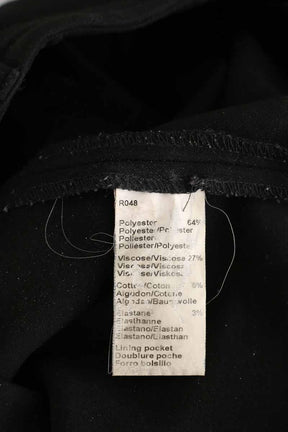 R048
Polyester 64%
Polyester/Polyester
Poliester
Poliester/Polyester
Viscose/Viscose 27%
Viscose/Viscosa
Viscose/Viscosa
Cotton/Coton 6%
Algodon/Cotone
Algodão/Baumwolle
Elastane 3%
Elasthanne
Elastano/Elastan
Elastano/Elasthan
Lining pocket
Doublure poche
Forro bolsillo